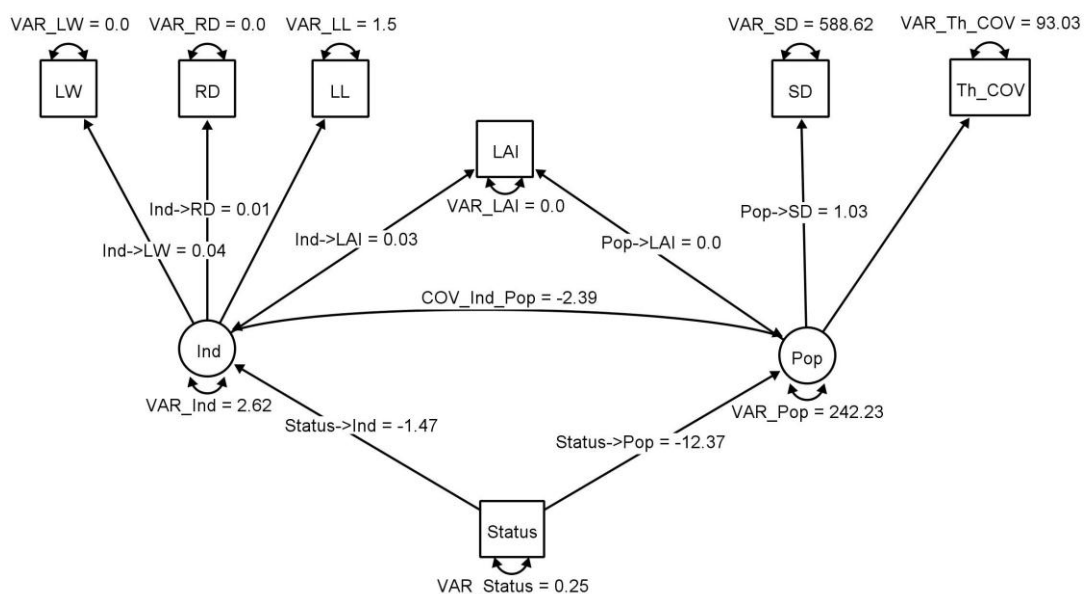 VAR_LW = 0.0
VAR_RD = 0.0
VAR_LL = 1.5
VAR_SD = 588.62
VAR_Th_COV = 93.03
LW
RD
LL
SD
Th_COV
LAI
VAR_LAI = 0.0
Ind->RD = 0.01
Pop->SD = 1.03
Ind->LW = 0.04
Ind->LAI = 0.03
Pop->LAI = 0.0
COV_Ind_Pop = -2.39
Ind
Pop
VAR_Ind = 2.62
VAR_Pop = 242.23
Status->Ind = -1.47
Status->Pop = -12.37
Status
VAR_Status = 0.25